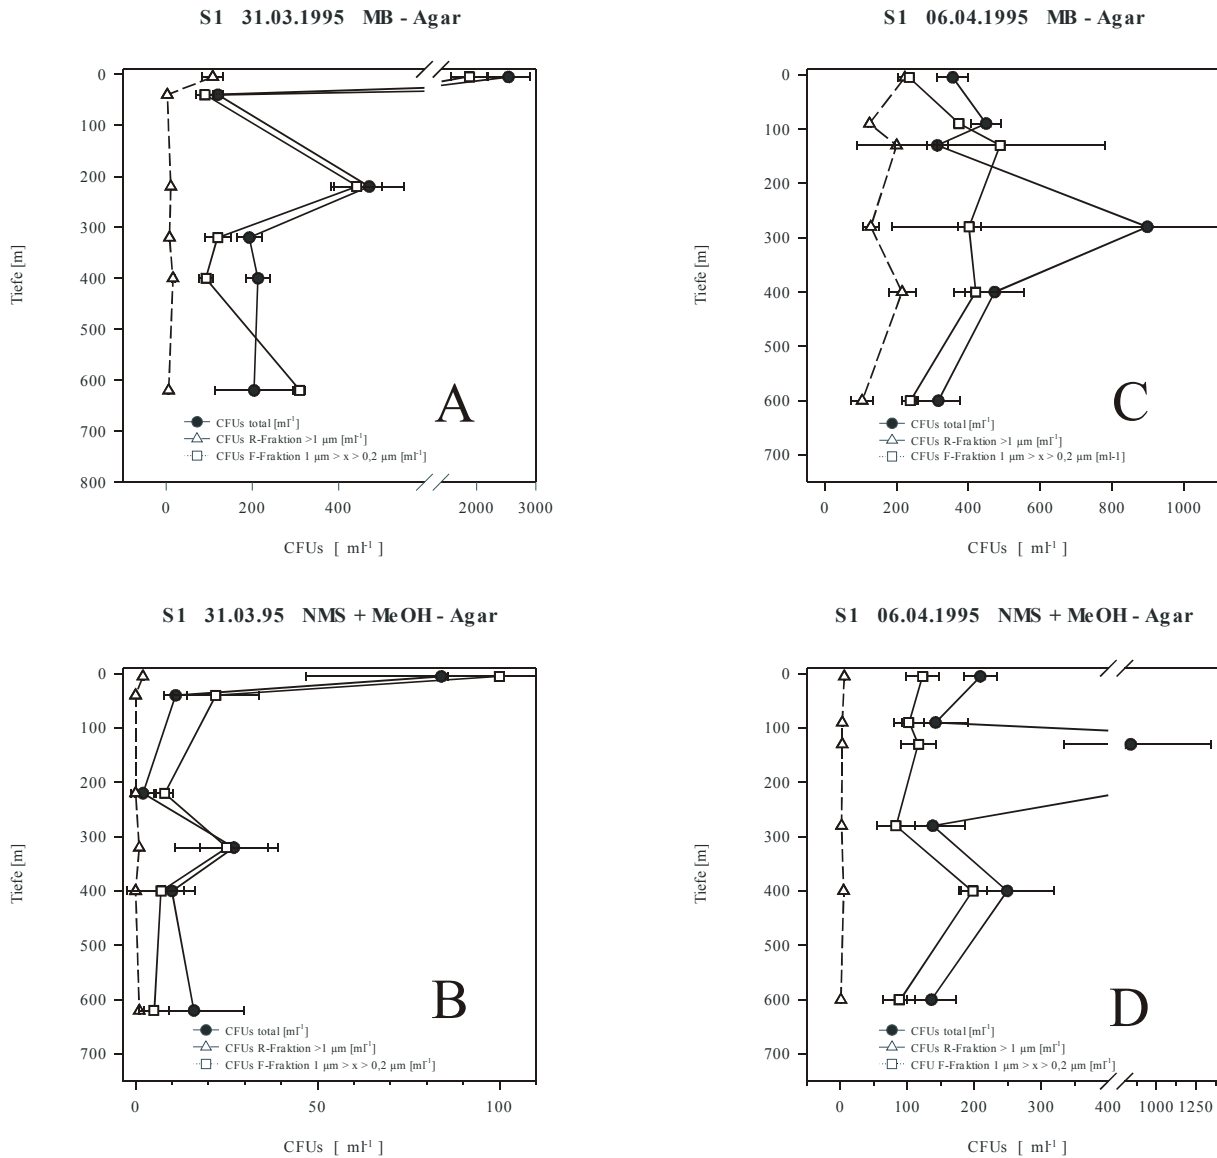 S1 31.03.1995 MB - Agar
0
100
200
300
400
500
600
700
800
Tiefe [m]
A
CFUs total [ml⁻¹]
CFUs R-Fraktion >1 µm [ml⁻¹]
CFUs F-Fraktion 1 µm > x > 0,2 µm [ml⁻¹]
0 200 400 2000 3000
CFUs [ ml⁻¹ ]
S1 06.04.1995 MB - Agar
0
100
200
300
400
500
600
700
Tiefe [m]
C
CFUs total [ml⁻¹]
CFUs R-Fraktion >1 µm [ml⁻¹]
CFUs F-Fraktion 1 µm > x > 0,2 µm [ml-1]
0 200 400 600 800 1000
CFUs [ ml⁻¹ ]
S1 31.03.95 NMS + MeOH - Agar
0
100
200
300
400
500
600
700
Tiefe [m]
B
CFUs total [ml⁻¹]
CFUs R-Fraktion >1 µm [ml⁻¹]
CFUs F-Fraktion 1 µm > x > 0,2 µm [ml⁻¹]
0 50 100
CFUs [ ml⁻¹ ]
S1 06.04.1995 NMS + MeOH - Agar
0
100
200
300
400
500
600
700
Tiefe [m]
D
CFUs total [ml⁻¹]
CFUs R-Fraktion > 1 µm [ml⁻¹]
CFU F-Fraktion 1 µm > x > 0,2 µm [ml⁻¹]
0 100 200 300 400 1000 1250
CFUs [ ml⁻¹ ]